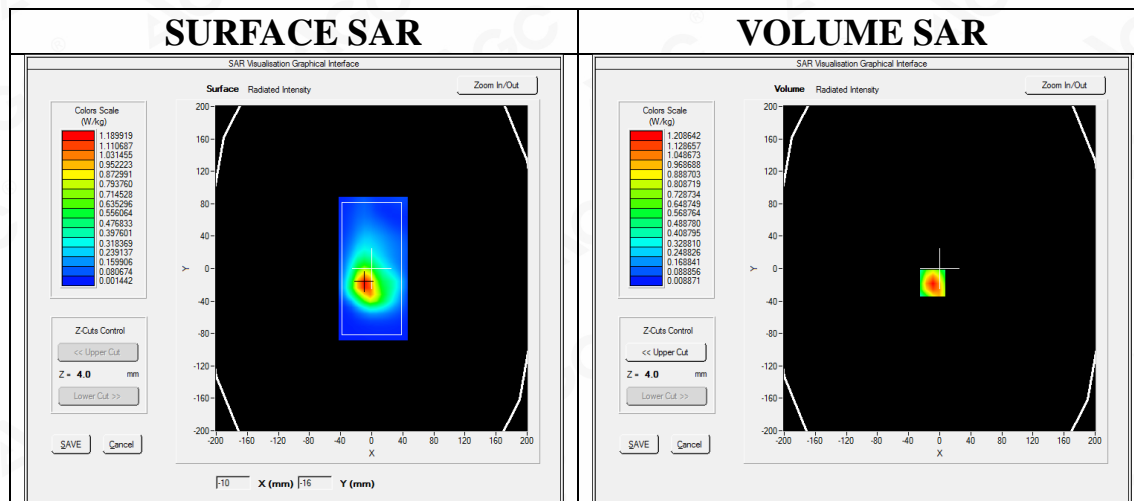 SURFACE SAR
SAR Visualisation Graphical Interface
Surface Radiated Intensity
Zoom In/Out
Colors Scale
(W/kg)
1.189919
1.110687
1.031455
0.952223
0.872991
0.793760
0.714528
0.635296
0.556064
0.476833
0.397601
0.318369
0.239137
0.159906
0.080674
0.001442
Z-Cuts Control
<< Upper Cut
Z = 4.0 mm
Lower Cut >>
SAVE Cancel
200
160
120
80
40
0
-40
-80
-120
-160
-200
Y
-200 -160 -120 -80 -40 0 40 80 120 160 200
X
-10 X (mm) -16 Y (mm)
VOLUME SAR
SAR Visualisation Graphical Interface
Volume Radiated Intensity
Zoom In/Out
Colors Scale
(W/kg)
1.208642
1.128657
1.048673
0.968688
0.888703
0.808719
0.728734
0.648749
0.568764
0.488780
0.408795
0.328810
0.248826
0.168841
0.088856
0.008871
Z-Cuts Control
<< Upper Cut
Z = 4.0 mm
Lower Cut >>
SAVE Cancel
200
160
120
80
40
0
-40
-80
-120
-160
-200
Y
-200 -160 -120 -80 -40 0 40 80 120 160 200
X